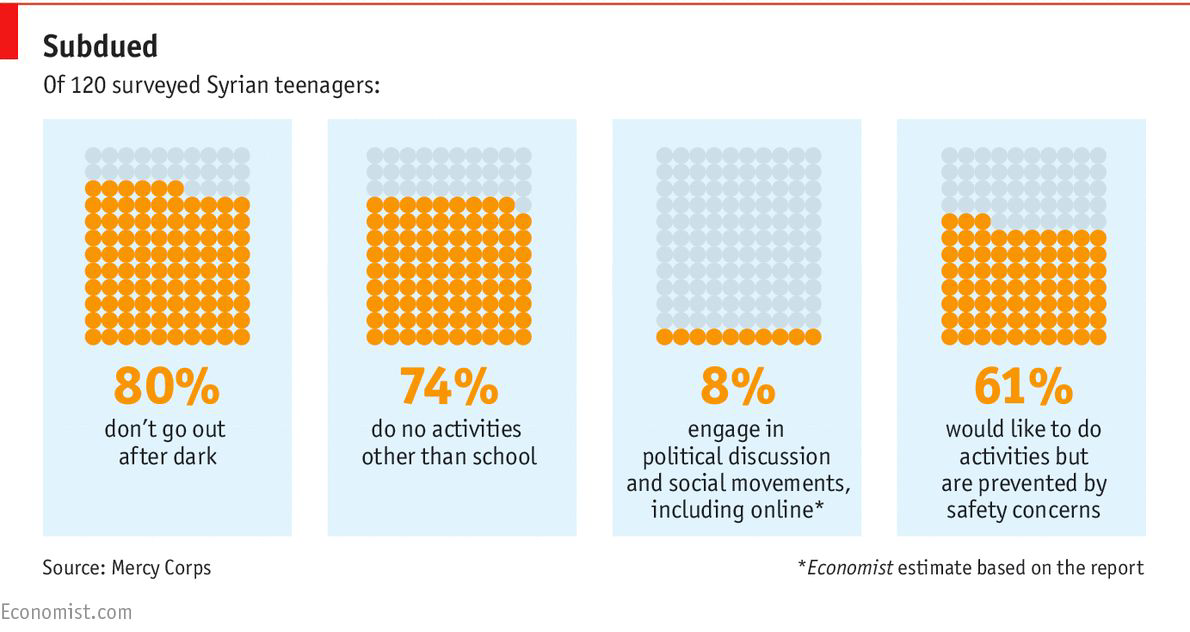 Subdued
Of 120 surveyed Syrian teenagers:
80%
don’t go out
after dark
74%
do no activities
other than school
8%
engage in
political discussion
and social movements,
including online*
61%
would like to do
activities but
are prevented by
safety concerns
Source: Mercy Corps
*Economist estimate based on the report
Economist.com